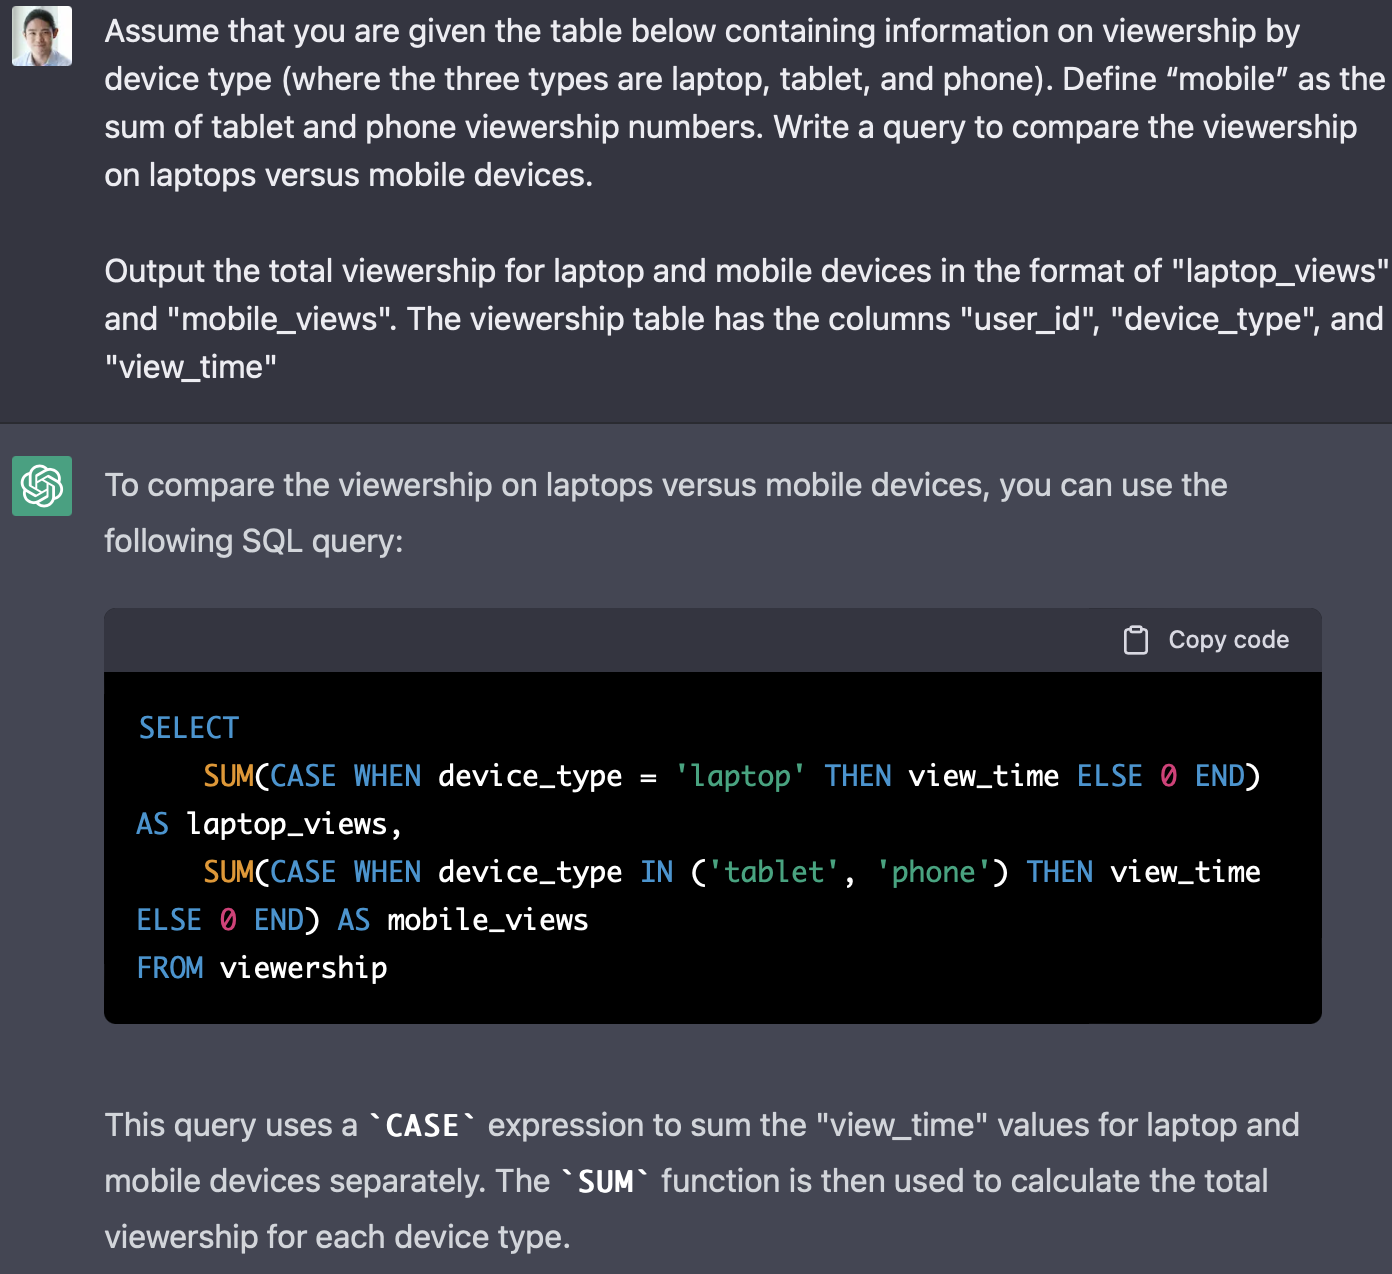 Assume that you are given the table below containing information on viewership by
device type (where the three types are laptop, tablet, and phone). Define “mobile” as the
sum of tablet and phone viewership numbers. Write a query to compare the viewership
on laptops versus mobile devices.
Output the total viewership for laptop and mobile devices in the format of "laptop_views"
and "mobile_views". The viewership table has the columns "user_id", "device_type", and
"view_time"
To compare the viewership on laptops versus mobile devices, you can use the
following SQL query:
Copy code
SELECT
SUM(CASE WHEN device_type = 'laptop' THEN view_time ELSE 0 END)
AS laptop_views,
SUM(CASE WHEN device_type IN ('tablet', 'phone') THEN view_time
ELSE 0 END) AS mobile_views
FROM viewership
This query uses a `CASE` expression to sum the "view_time" values for laptop and
mobile devices separately. The `SUM` function is then used to calculate the total
viewership for each device type.